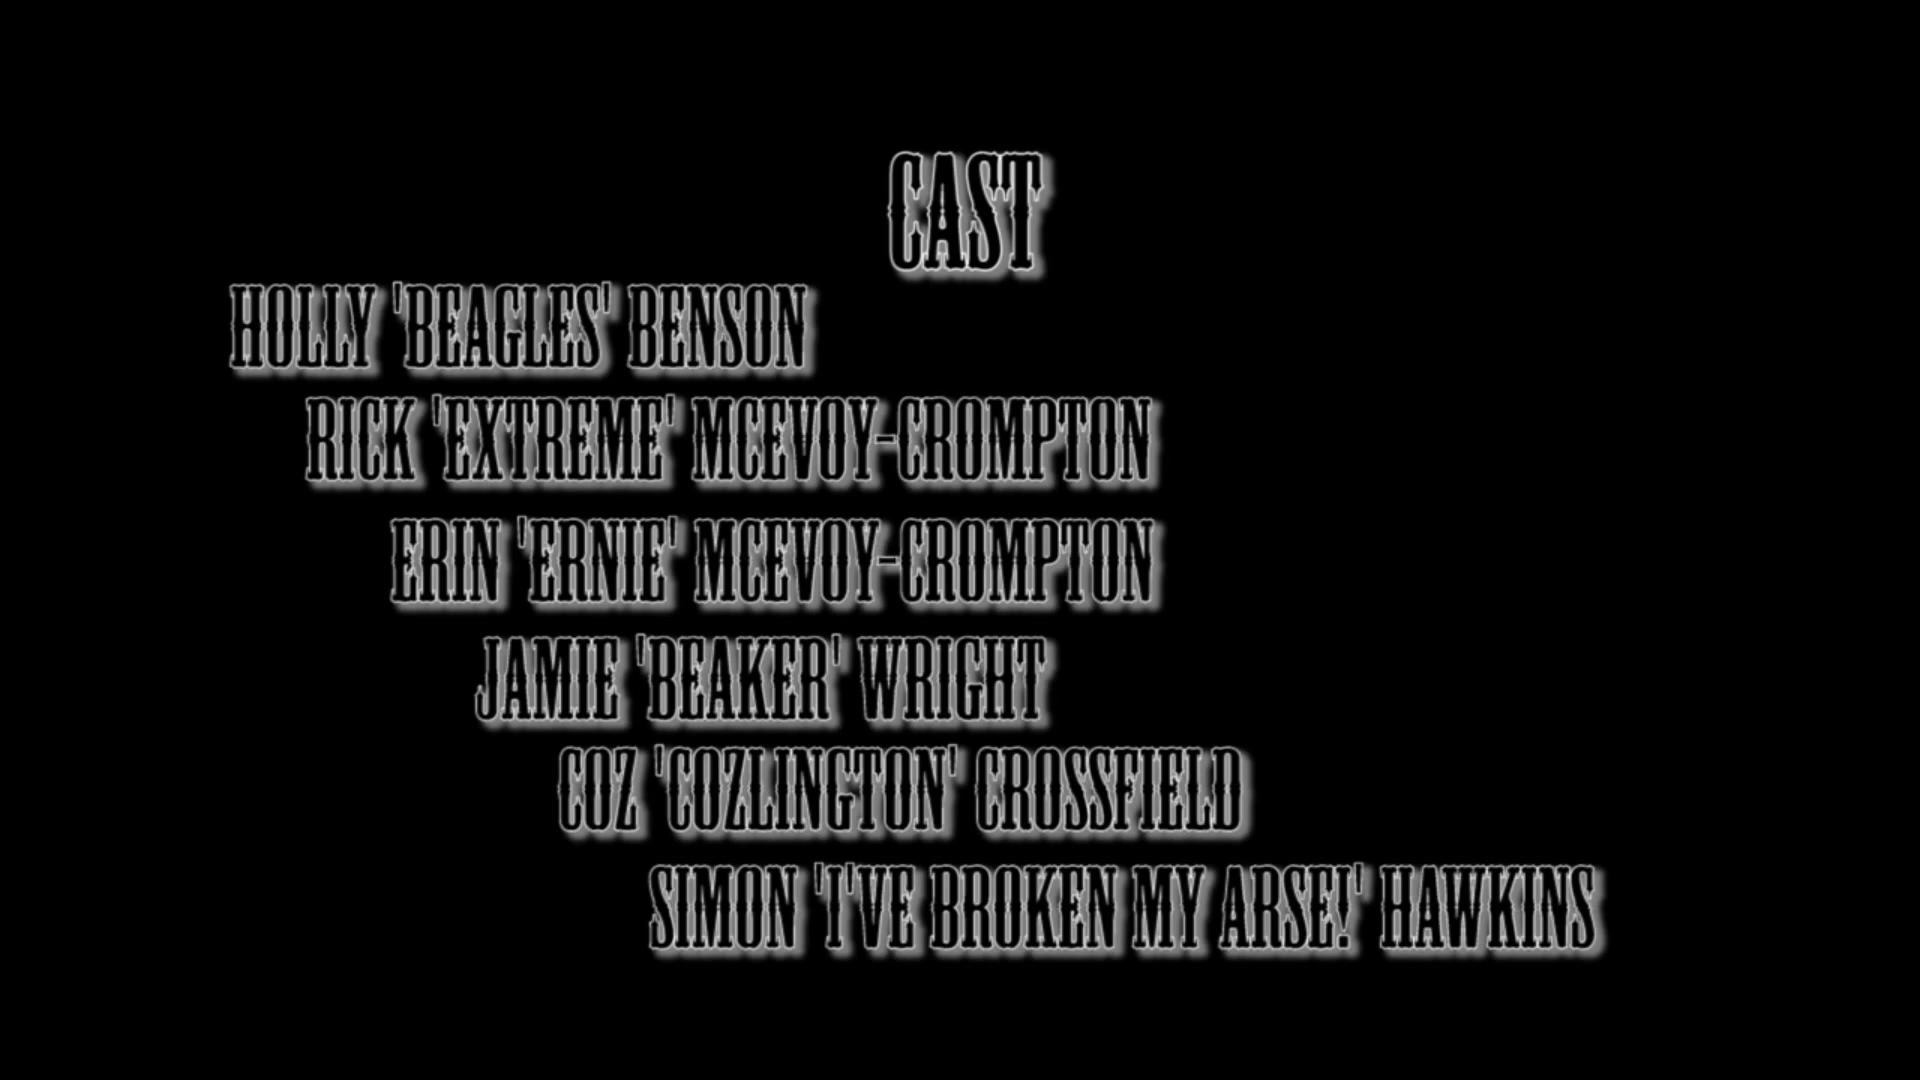 CAST
HOLLY 'BEAGLES' BENSON
RICK 'EXTREME' MCEVOY-CROMPTON
ERIN 'ERNIE' MCEVOY-CROMPTON
JAMIE 'BEAKER' WRIGHT
COZ 'COZLINGTON' CROSSFIELD
SIMON 'I'VE BROKEN MY ARSE!' HAWKINS